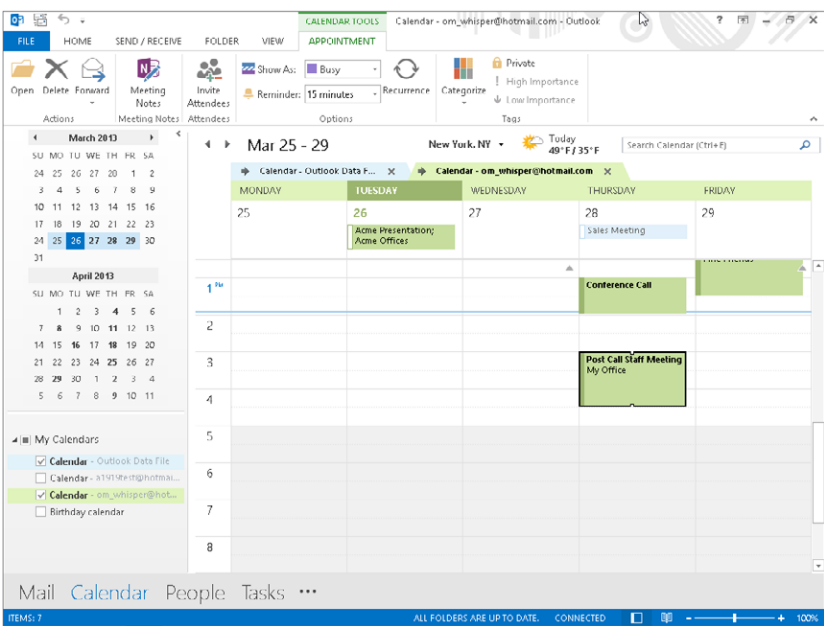 CALENDAR TOOLS
Calendar - om_whisper@hotmail.com - Outlook
FILE HOME SEND / RECEIVE FOLDER VIEW APPOINTMENT
Open Delete Forward
Meeting Notes
Invite Attendees
Show As: Busy
Reminder: 15 minutes
Recurrence
Categorize
Private
High Importance
Low Importance
Actions Meeting Notes Attendees Options Tags
March 2013
SU MO TU WE TH FR SA
24 25 26 27 28 1 2
3 4 5 6 7 8 9
10 11 12 13 14 15 16
17 18 19 20 21 22 23
24 25 26 27 28 29 30
31
April 2013
SU MO TU WE TH FR SA
1 2 3 4 5 6
7 8 9 10 11 12 13
14 15 16 17 18 19 20
21 22 23 24 25 26 27
28 29 30 1 2 3 4
5 6 7 8 9 10 11
My Calendars
Calendar - Outlook Data File
Calendar - a1919test@hotmai...
Calendar - om_whisper@hot...
Birthday calendar
Mar 25 - 29
New York, NY
Today
49°F / 35°F
Search Calendar (Ctrl+E)
Calendar - Outlook Data F... X
Calendar - om_whisper@hotmail.com X
MONDAY TUESDAY WEDNESDAY THURSDAY FRIDAY
25 26 27 28 29
Acme Presentation;
Acme Offices
Sales Meeting
1 PM
Conference Call
2
3
Post Call Staff Meeting
My Office
4
5
6
7
8
Mail Calendar People Tasks ...
ITEMS: 7
ALL FOLDERS ARE UP TO DATE. CONNECTED
100%